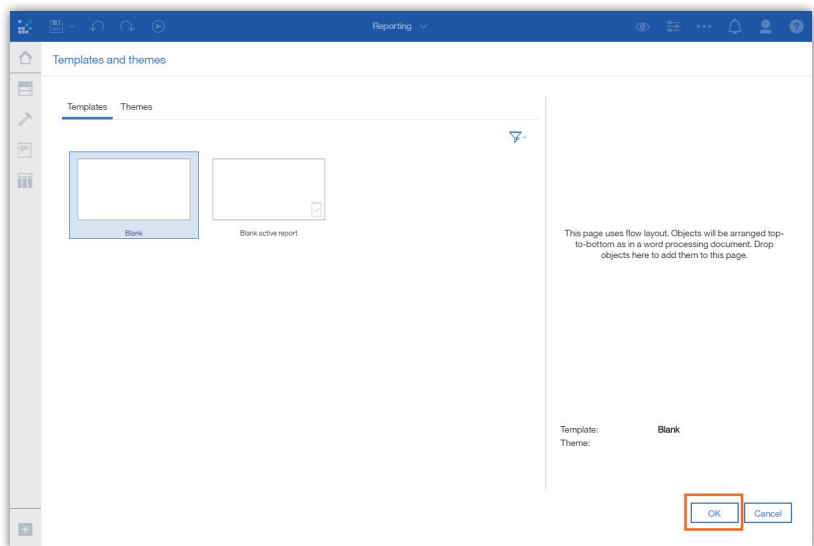 Reporting
Templates and themes
Templates Themes
Blank
Blank active report
This page uses flow layout. Objects will be arranged top-
to-bottom as in a word processing document. Drop
objects here to add them to this page.
Template: Blank
Theme:
OK Cancel